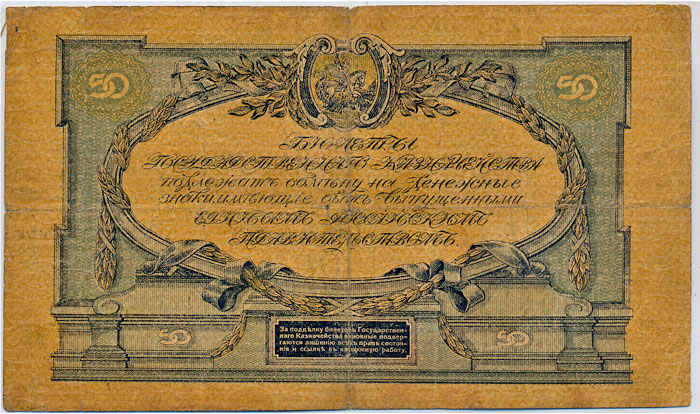 50
50
БИЛЕТЫ
ГОСУДАРСТВЕННАГО КАЗНАЧЕЙСТВА
подлежатъ обмѣну на Денежные
знаки имѣющіе быть выпущенными
ЕДИНЫМЪ РОССІЙСКИМЪ
ПРАВИТЕЛЬСТВОМЪ.
50
За поддѣлку билетовъ Государствен-
наго Казначейства виновные подвер-
гаются лишенію всѣхъ правъ состоя-
нія и ссылкѣ въ каторжную работу.
50